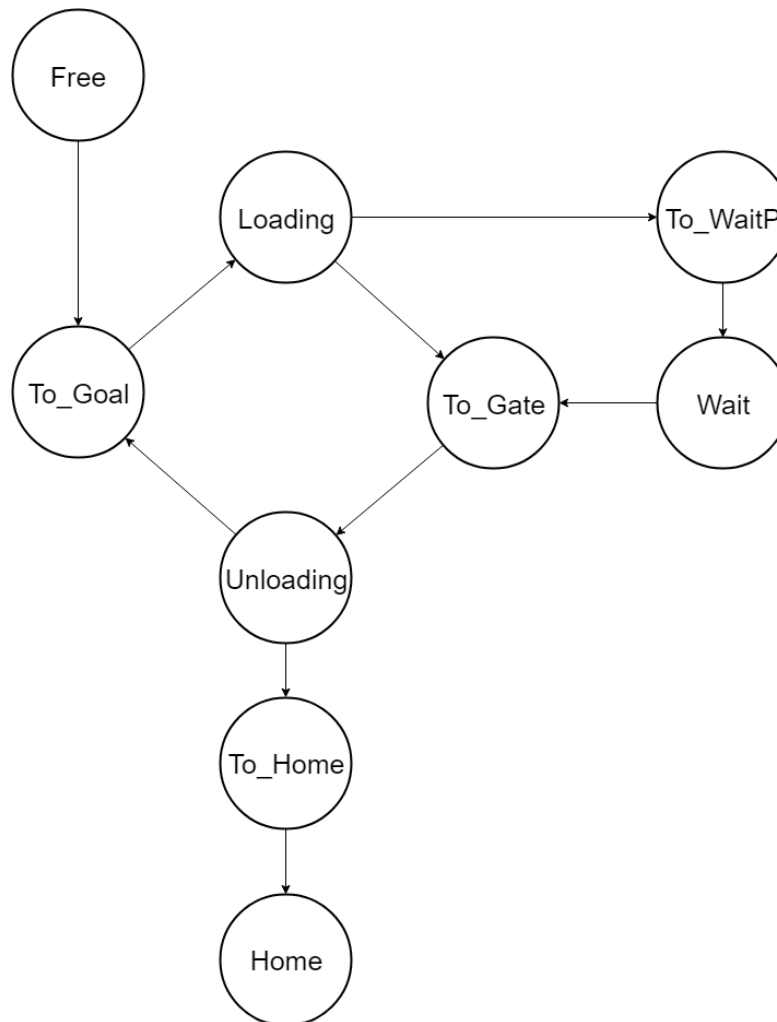 Free
Loading
To_WaitP
To_Goal
To_Gate
Wait
Unloading
To_Home
Home